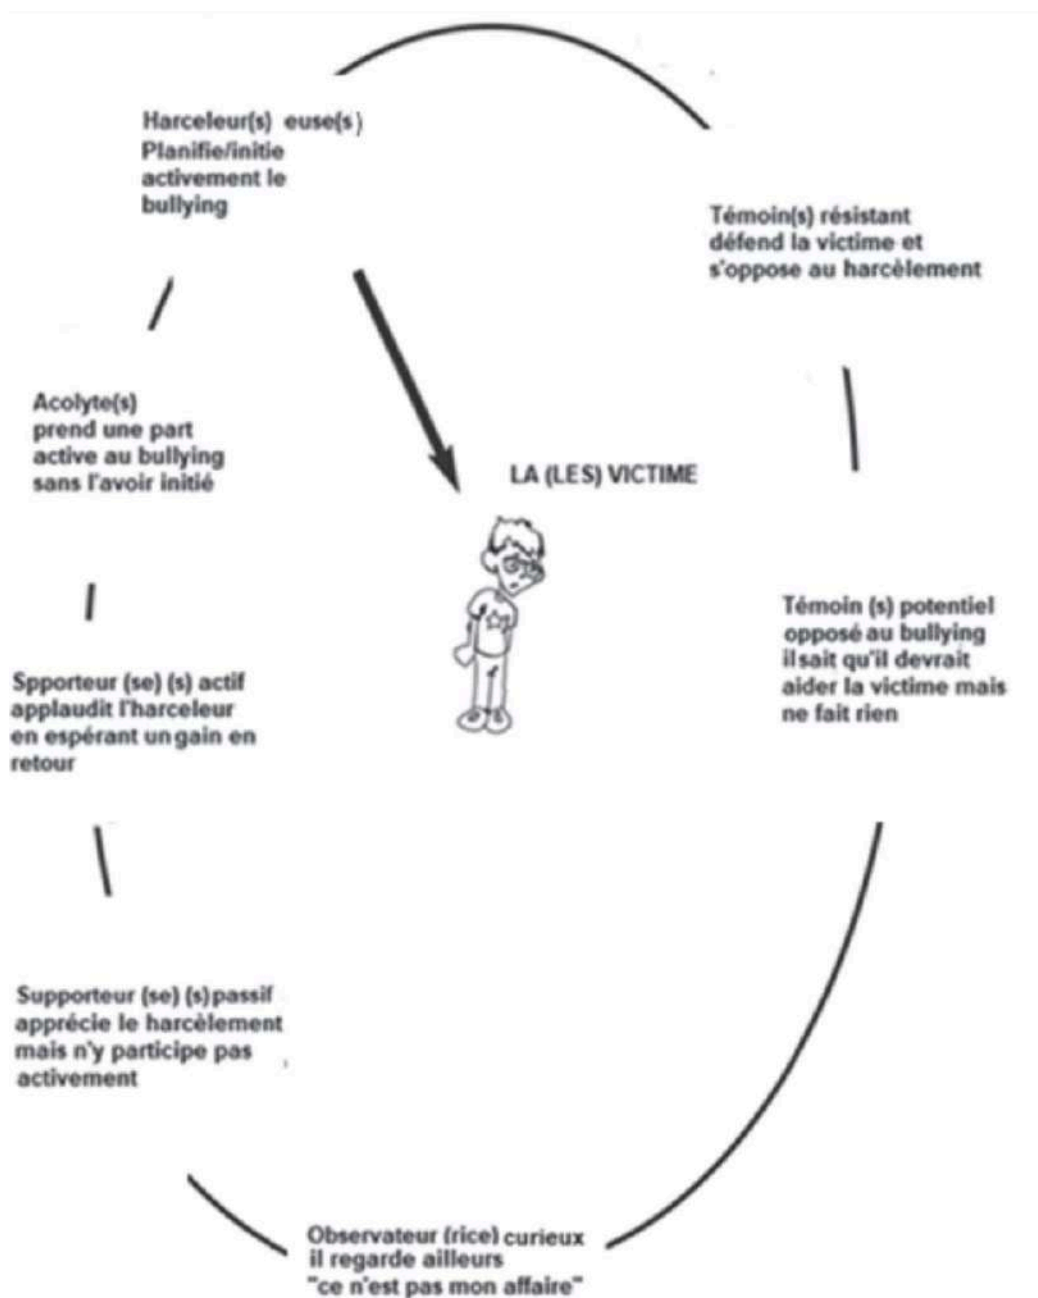 Harceleur(s) euse(s)
Planifie/initie
activement le
bullying
Témoin(s) résistant
défend la victime et
s'oppose au harcèlement
Acolyte(s)
prend une part
active au bullying
sans l'avoir initié
LA (LES) VICTIME
Témoin (s) potentiel
opposé au bullying
il sait qu'il devrait
aider la victime mais
ne fait rien
Spporteur (se) (s) actif
applaudit l'harceleur
en espérant un gain en
retour
Supporteur (se) (s) passif
apprécie le harcèlement
mais n'y participe pas
activement
Observateur (rice) curieux
il regarde ailleurs
"ce n'est pas mon affaire"